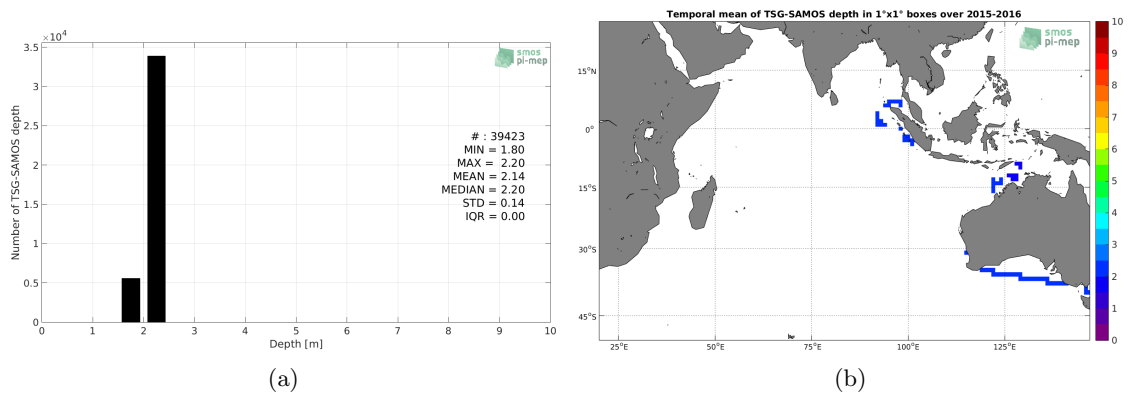 ×10⁴
3.5
3
2.5
2
1.5
1
0.5
0
Number of TSG-SAMOS depth
smos
pi-mep
# : 39423
MIN = 1.80
MAX = 2.20
MEAN = 2.14
MEDIAN = 2.20
STD = 0.14
IQR = 0.00
0 1 2 3 4 5 6 7 8 9 10
Depth [m]
(a)
Temporal mean of TSG-SAMOS depth in 1°x1° boxes over 2015-2016
smos
pi-mep
15°N
0°
15°S
30°S
45°S
25°E 50°E 75°E 100°E 125°E
10
9
8
7
6
5
4
3
2
1
0
(b)